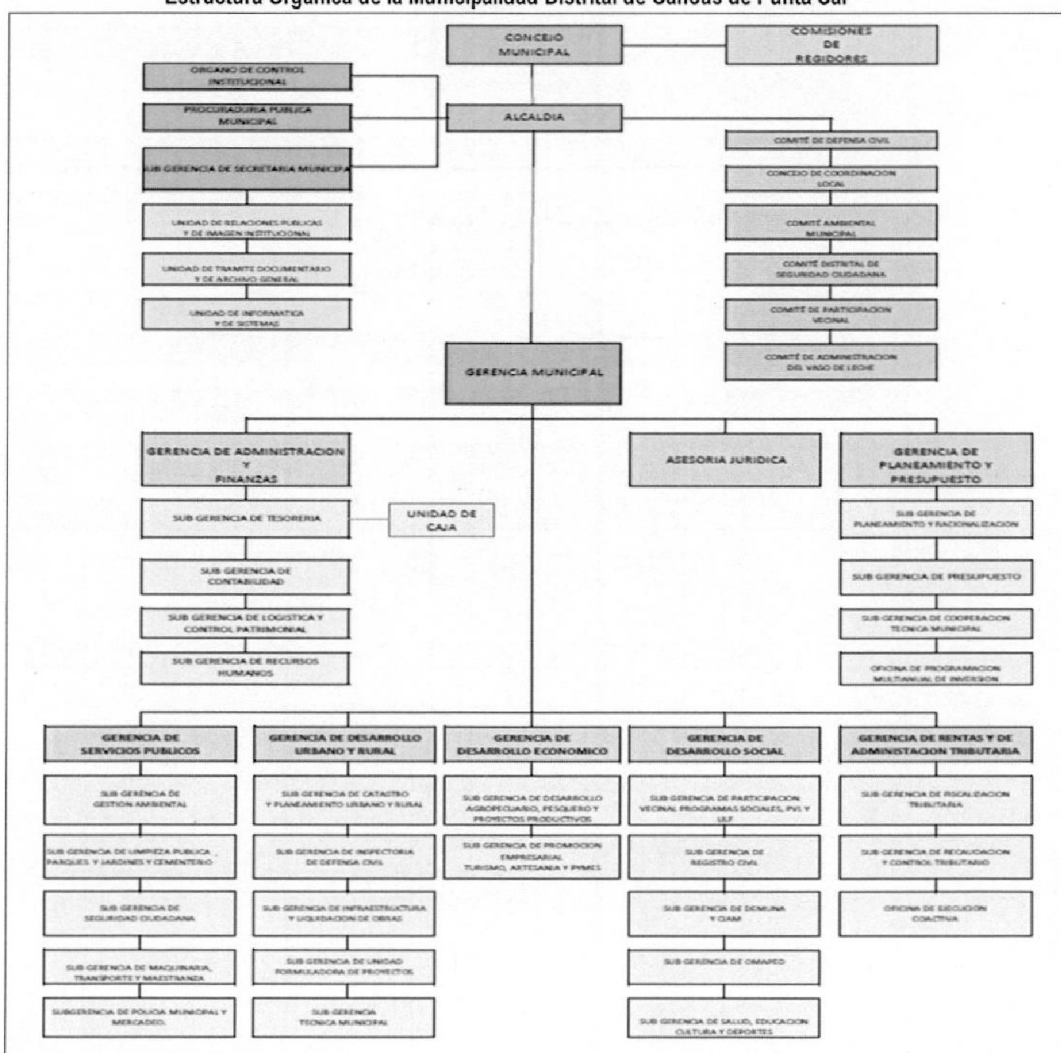 Estructura Orgánica de la Municipalidad Distrital de Canoas de Punta Sal
CONCEJO
MUNICIPAL
COMISIONES
DE
REGIDORES
ORGANO DE CONTROL
INSTITUCIONAL
PROCURADURIA PUBLICA
MUNICIPAL
ALCALDIA
SUB GERENCIA DE SECRETARIA MUNICIPA
UNIDAD DE RELACIONES PUBLICAS
Y DE IMAGEN INSTITUCIONAL
UNIDAD DE TRAMITE DOCUMENTARIO
Y DE ARCHIVO GENERAL
UNIDAD DE INFORMATICA
Y DE SISTEMAS
COMITÉ DE DEFENSA CIVIL
CONCEJO DE COORDINACION
LOCAL
COMITÉ AMBIENTAL
MUNICIPAL
COMITÉ DISTRITAL DE
SEGURIDAD CIUDADANA
COMITÉ DE PARTICIPACION
VECINAL
COMITÉ DE ADMINISTRACION
DEL VASO DE LECHE
GERENCIA MUNICIPAL
GERENCIA DE ADMINISTRACION
Y
FINANZAS
ASESORIA JURIDICA
GERENCIA DE
PLANEAMIENTO Y
PRESUPUESTO
SUB GERENCIA DE TESORERIA
UNIDAD DE
CAJA
SUB GERENCIA DE
CONTABILIDAD
SUB GERENCIA DE LOGISTICA Y
CONTROL PATRIMONIAL
SUB GERENCIA DE RECURSOS
HUMANOS
SUB GERENCIA DE
PLANEAMIENTO Y RACIONALIZACIÓN
SUB GERENCIA DE PRESUPUESTO
SUB GERENCIA DE COOPERACION
TECNICA MUNICIPAL
OFICINA DE PROGRAMACION
MULTIANUAL DE INVERSION
GERENCIA DE
SERVICIOS PUBLICOS
SUB GERENCIA DE
GESTION AMBIENTAL
SUB GERENCIA DE LIMPIEZA PUBLICA ,
PARQUES Y JARDINES Y CEMENTERIO
SUB GERENCIA DE
SEGURIDAD CIUDADANA
SUB GERENCIA DE MAQUINARIA,
TRANSPORTE Y MAESTRANZA
SUBGERENCIA DE POLICIA MUNICIPAL Y
MERCADEO.
GERENCIA DE DESARROLLO
URBANO Y RURAL
SUB GERENCIA DE CATASTRO
Y PLANEAMIENTO URBANO Y RURAL
SUB GERENCIA DE INSPECTORIA
DE DEFENSA CIVIL
SUB GERENCIA DE INFRAESTRUCTURA
Y LIQUIDACION DE OBRAS
SUB GERENCIA DE UNIDAD
FORMULADORA DE PROYECTOS
SUB GERENCIA
TECNICA MUNICIPAL
GERENCIA DE
DESARROLLO ECONOMICO
SUB GERENCIA DE DESARROLLO
AGROPECUARIO, PESQUERO Y
PROYECTOS PRODUCTIVOS
SUB GERENCIA DE PROMOCION
EMPRESARIAL
TURISMO, ARTESANIA Y PYMES
GERENCIA DE
DESARROLLO SOCIAL
SUB GERENCIA DE PARTICIPACION
VECINAL PROGRAMAS SOCIALES, PVL Y
ULF
SUB GERENCIA DE
REGISTRO CIVIL
SUB GERENCIA DE DEMUNA
Y CIAM
SUB GERENCIA DE OMAPED
SUB GERENCIA DE SALUD, EDUCACION
CULTURA Y DEPORTES
GERENCIA DE RENTAS Y DE
ADMINISTACION TRIBUTARIA
SUB GERENCIA DE FISCALIZACION
TRIBUTARIA
SUB GERENCIA DE RECAUDACION
Y CONTROL TRIBUTARIO
OFICINA DE EJECUCION
COACTIVA